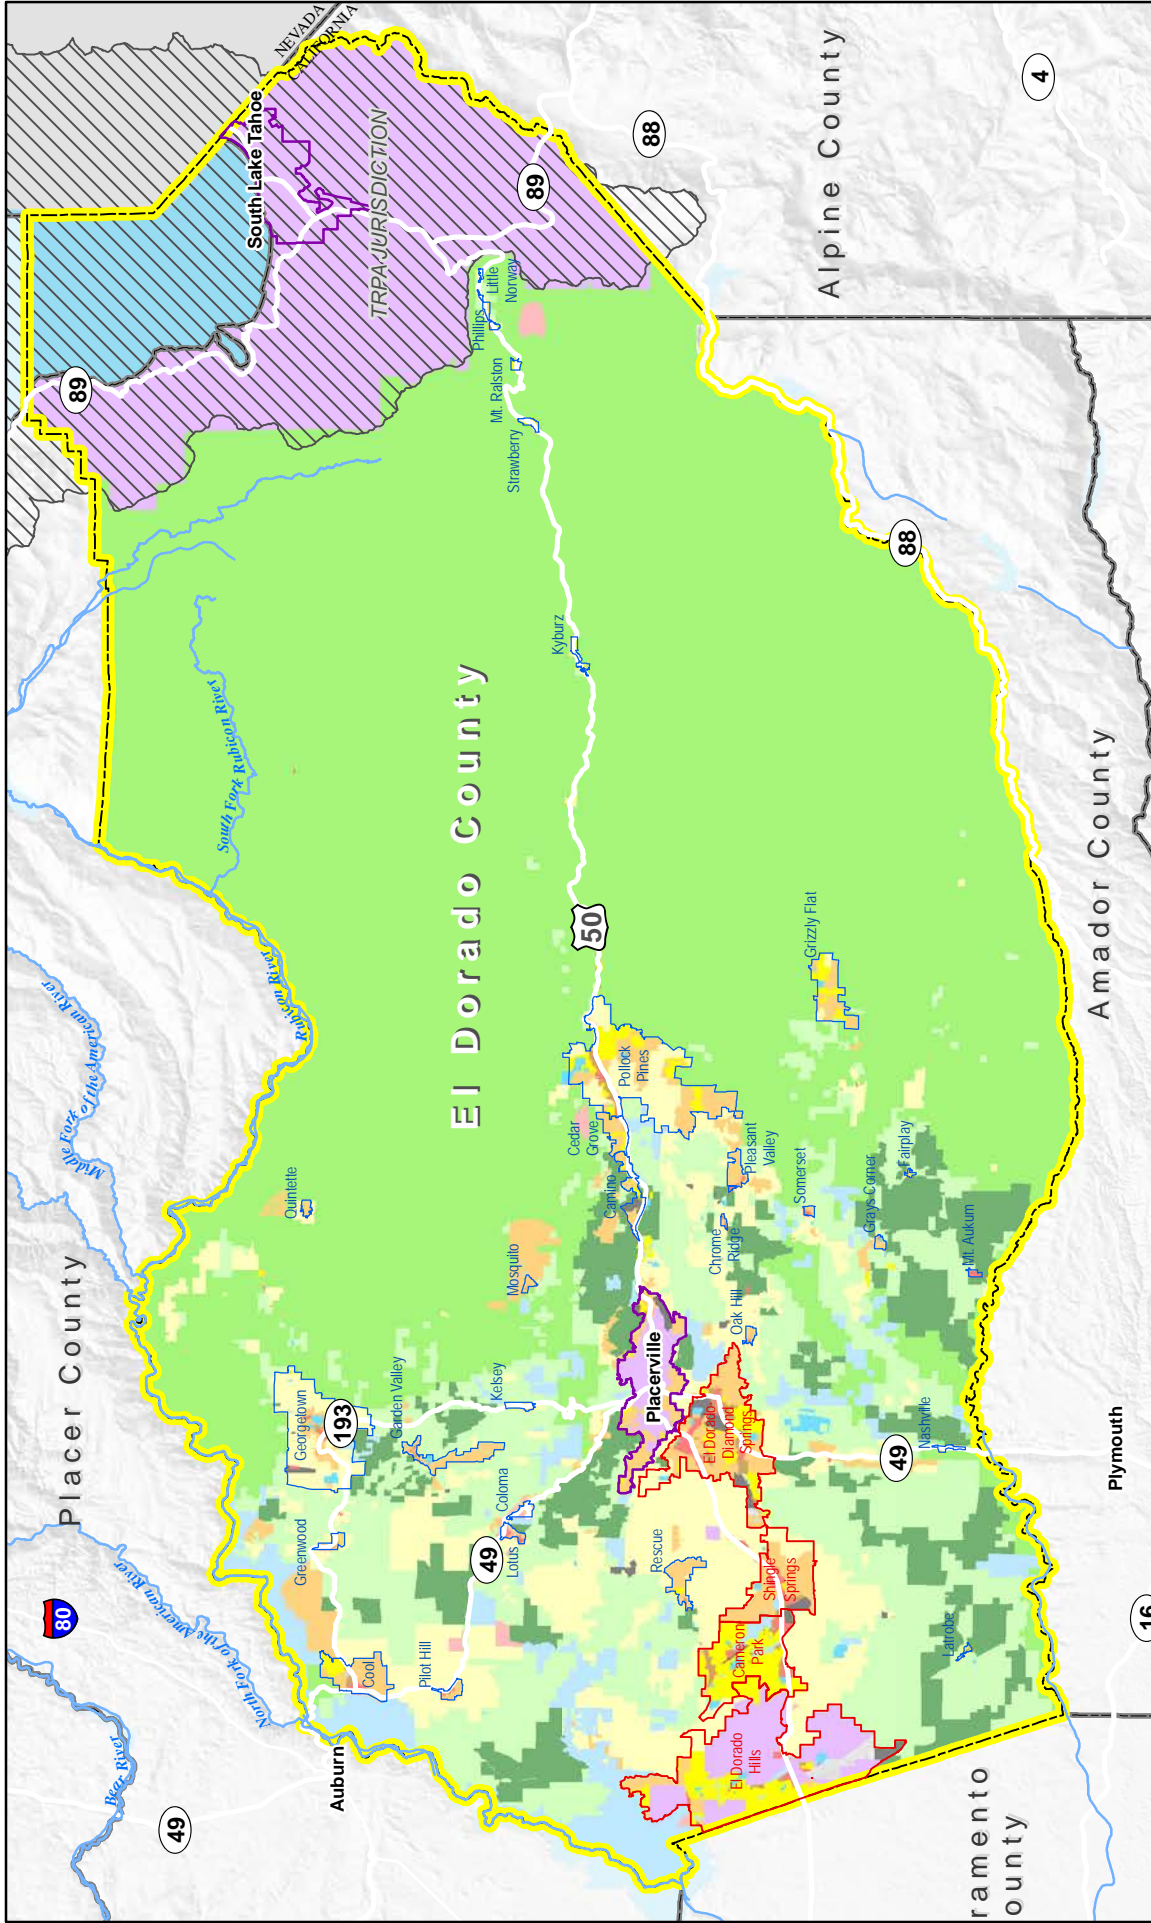 Placer County
80
49
Bear River
North Fork of the American River
Middle Fork
of the American River
Rubicon River
South Fork Rubicon River
Auburn
Cool
Pilot Hill
Greenwood
Georgetown
193
Garden Valley
Kelsey
Quintette
Mosquito
Coloma
Lotus
49
El Dorado County
Rescue
Placerville
Camino
Cedar
Grove
Pollock
Pines
50
Kyburz
Strawberry
Mt. Ralston
Phillips
Little
Norway
89
TRPA JURISDICTION
South Lake Tahoe
NEVADA
CALIFORNIA
89
88
Alpine County
4
El Dorado
Hills
Cameron
Park
Shingle
Springs
El Dorado-
Diamond
Springs
Oak Hill
Chrome
Ridge
Pleasant
Valley
Somerset
Grizzly Flat
Grays Corner
Fairplay
Mt. Aukum
Nashville
49
Latrobe
88
Amador County
Plymouth
16
ramento
ounty